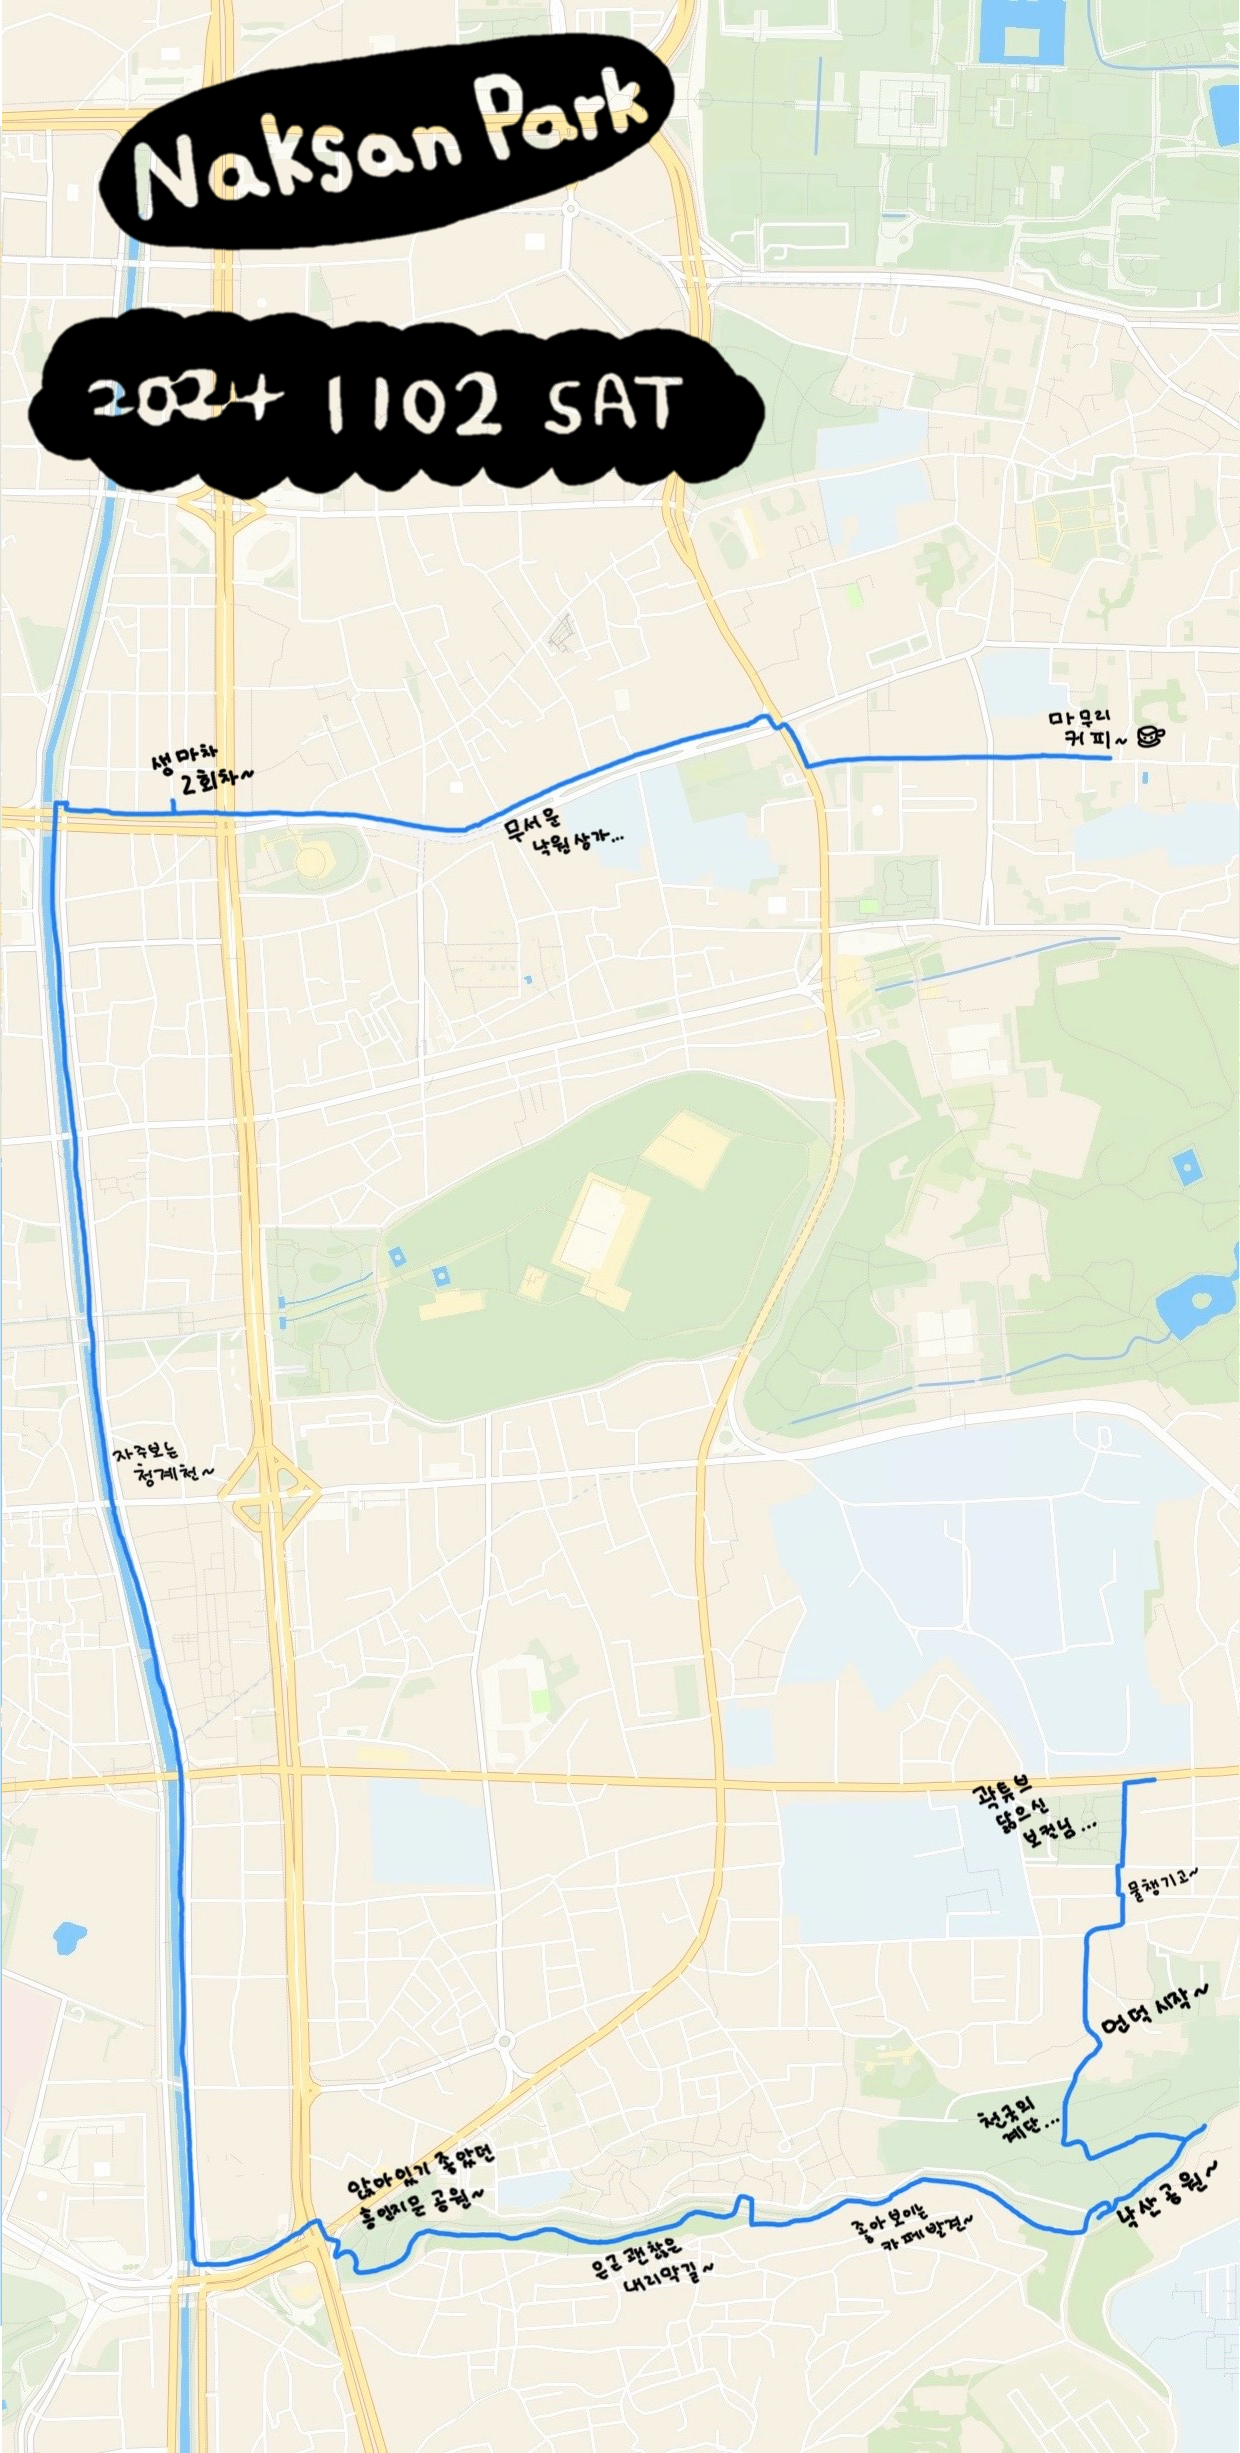 Naksan Park
2024 1102 SAT
마무리
커피~
생마차
2회차~
무서운
낙원상가...
자주보는
청계천~
곽튜브
닮으신
보컬님...
물챙기고~
언덕 시작~
천국의
계단...
앉아있기 좋았던
흥인지문 공원~
낙산공원~
좋아보이는
카페발견~
은근 괜찮은
내리막길~